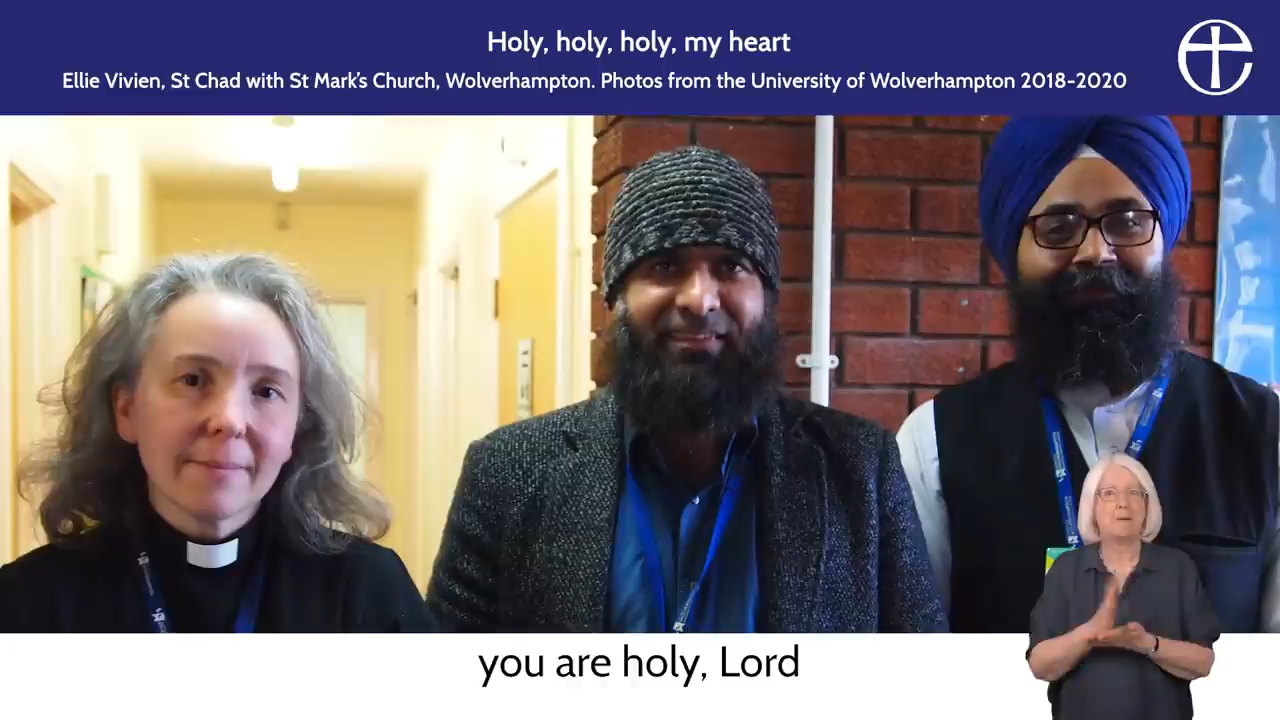 Holy, holy, holy, my heart
Ellie Vivien, St Chad with St Mark's Church, Wolverhampton. Photos from the University of Wolverhampton 2018-2020
you are holy, Lord